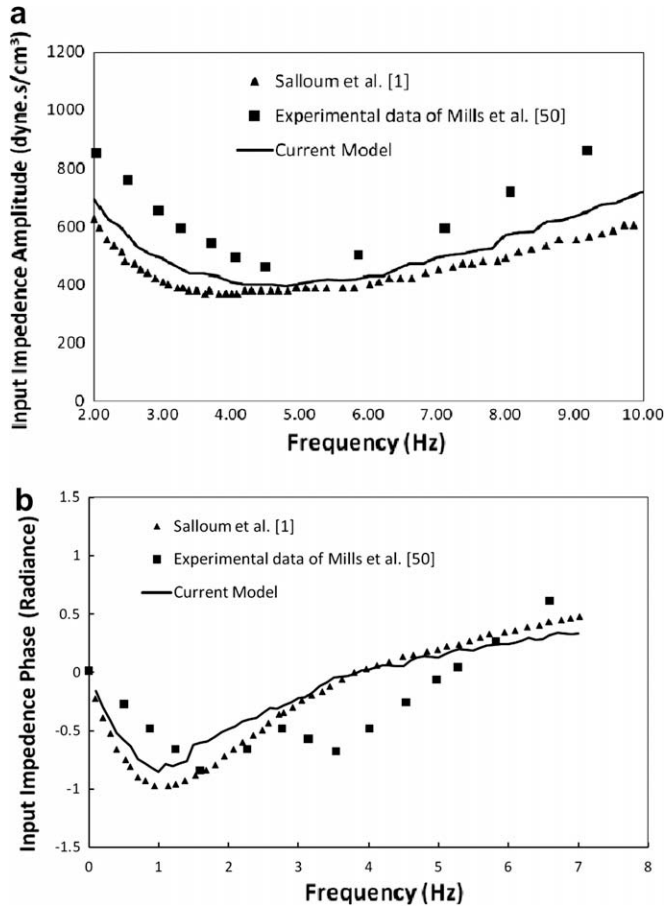 a
Input Impedance Amplitude (dyne.s/cm³)
1200
1000
800
600
400
200
0
Salloum et al. [1]
Experimental data of Mills et al. [50]
Current Model
2.00 3.00 4.00 5.00 6.00 7.00 8.00 9.00 10.00
Frequency (Hz)
b
Input Impedence Phase (Radiance)
1.5
1
0.5
0
-0.5
-1
-1.5
Salloum et al. [1]
Experimental data of Mills et al. [50]
Current Model
0 1 2 3 4 5 6 7 8
Frequency (Hz)